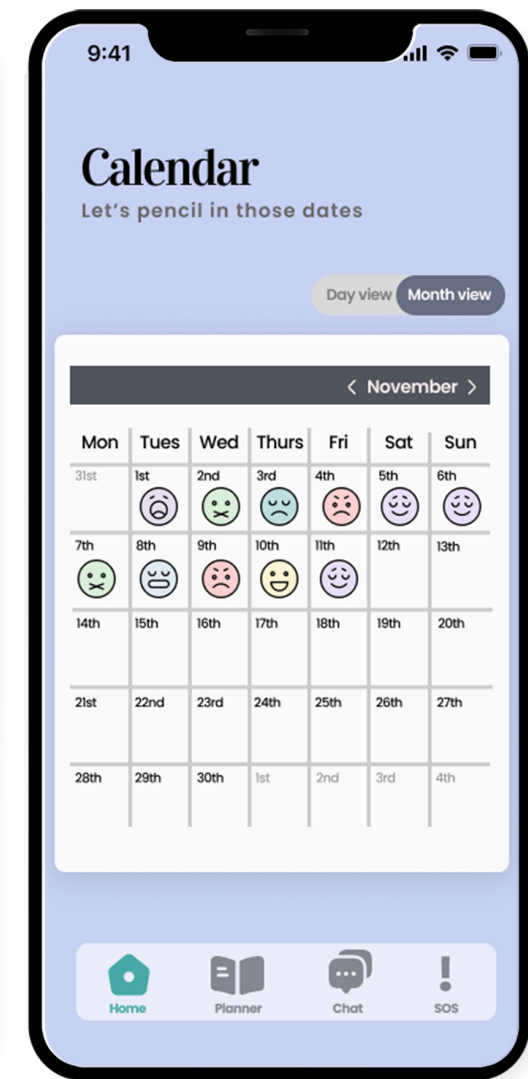 9:41
Calendar
Let's pencil in those dates
Day view Month view
< November >
Mon Tues Wed Thurs Fri Sat Sun
31st 1st 2nd 3rd 4th 5th 6th
7th 8th 9th 10th 11th 12th 13th
14th 15th 16th 17th 18th 19th 20th
21st 22nd 23rd 24th 25th 26th 27th
28th 29th 30th 1st 2nd 3rd 4th
Home Planner Chat SOS